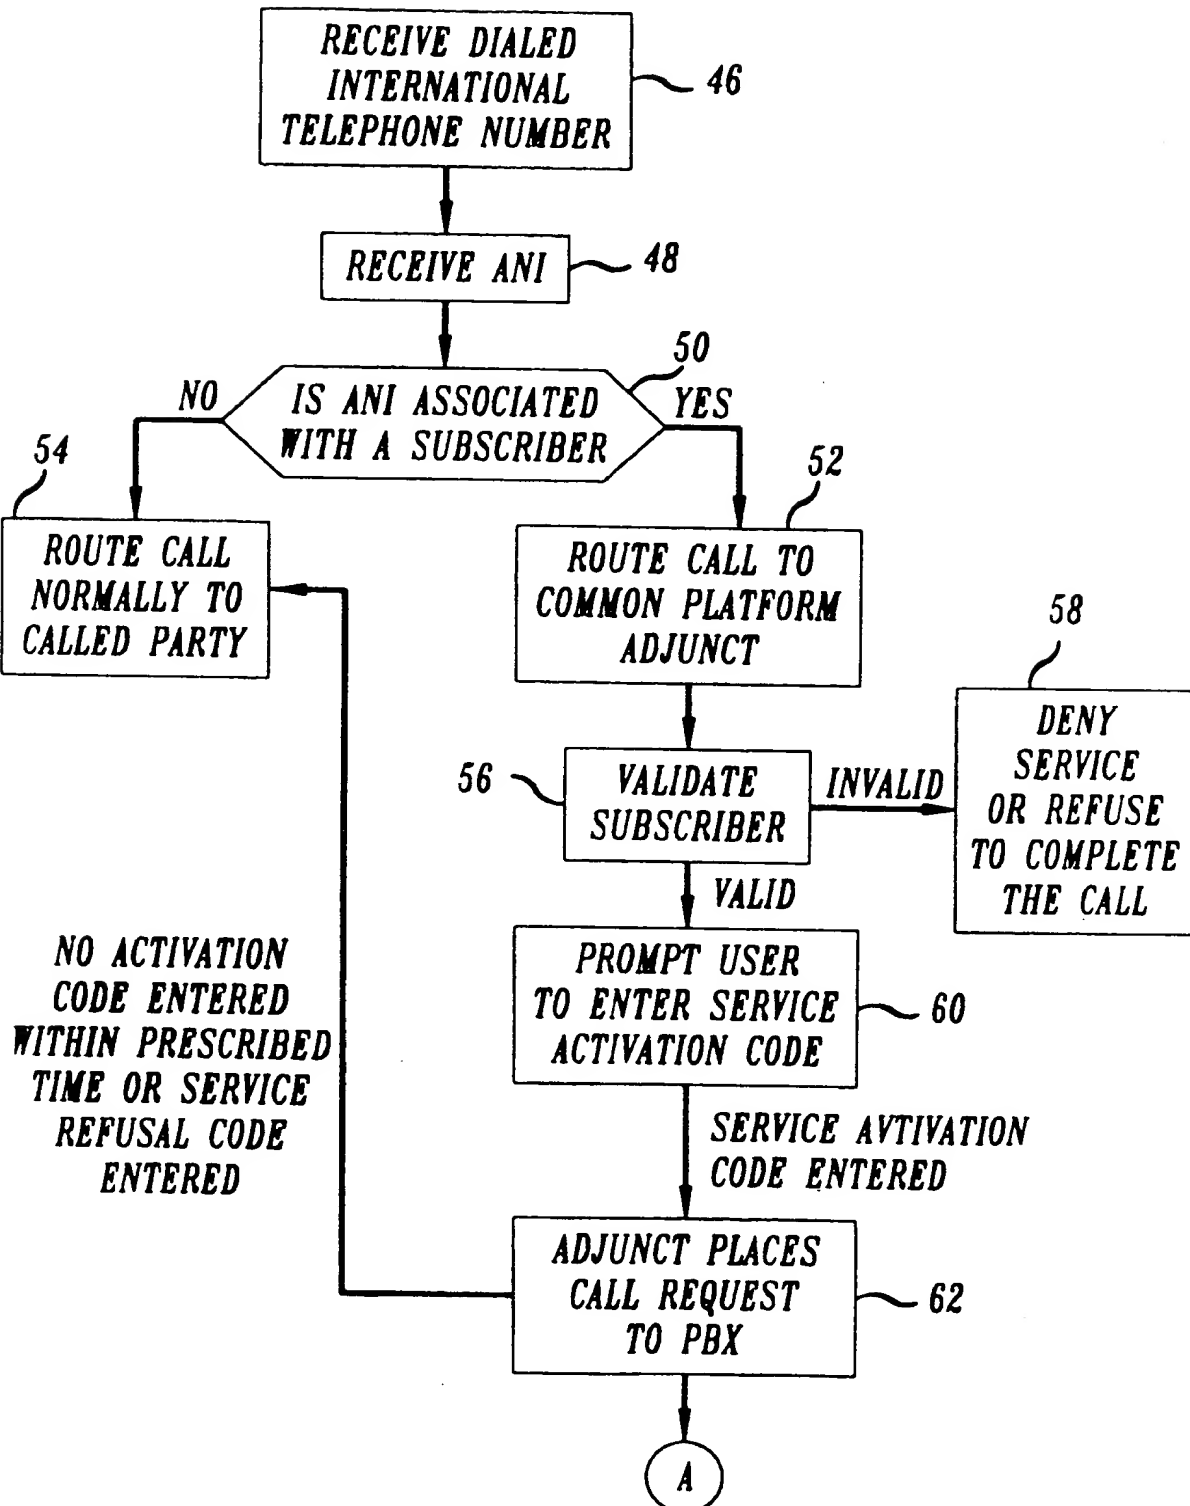 RECEIVE DIALED
INTERNATIONAL
TELEPHONE NUMBER
46
RECEIVE ANI
48
50
IS ANI ASSOCIATED
WITH A SUBSCRIBER
NO
YES
54
ROUTE CALL
NORMALLY TO
CALLED PARTY
52
ROUTE CALL TO
COMMON PLATFORM
ADJUNCT
56
VALIDATE
SUBSCRIBER
INVALID
58
DENY
SERVICE
OR REFUSE
TO COMPLETE
THE CALL
VALID
PROMPT USER
TO ENTER SERVICE
ACTIVATION CODE
60
NO ACTIVATION
CODE ENTERED
WITHIN PRESCRIBED
TIME OR SERVICE
REFUSAL CODE
ENTERED
SERVICE AVTIVATION
CODE ENTERED
ADJUNCT PLACES
CALL REQUEST
TO PBX
62
A